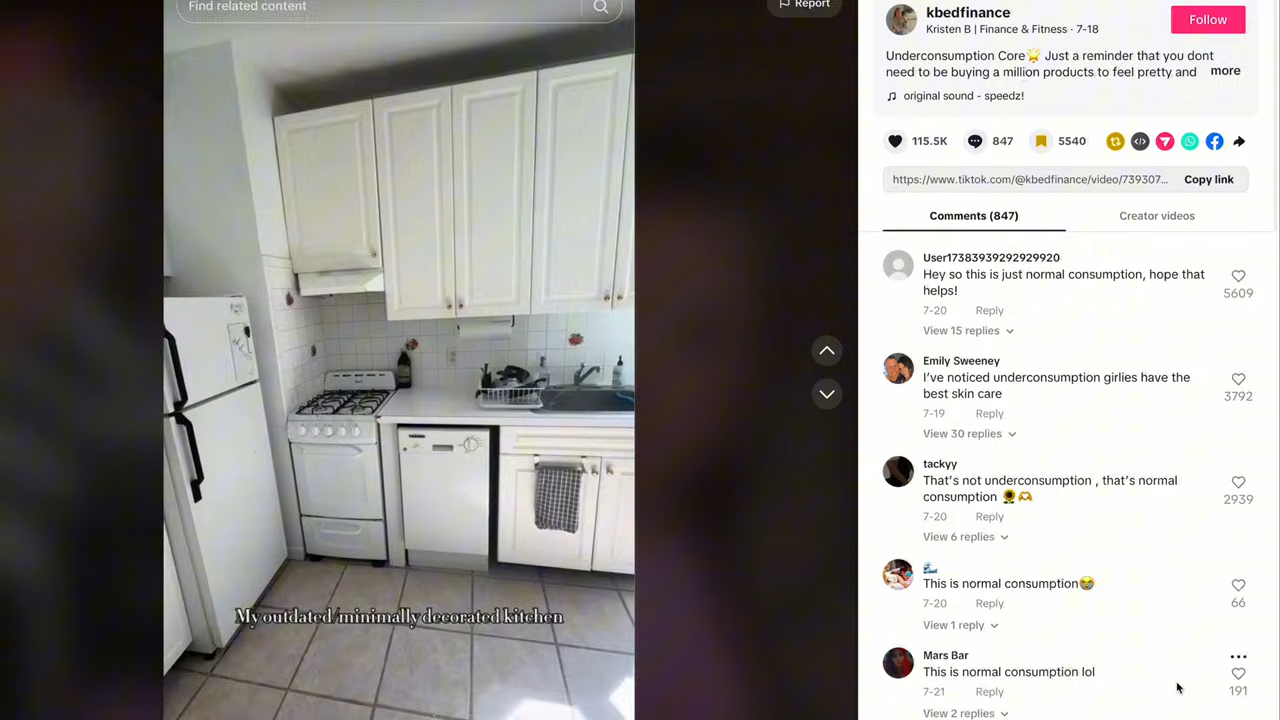 Find related content
Report
My outdated/minimally decorated kitchen
kbedfinance
Kristen B | Finance & Fitness · 7-18
Follow
Underconsumption Core🌟 Just a reminder that you dont
need to be buying a million products to feel pretty and more
original sound - speedz!
115.5K 847 5540
https://www.tiktok.com/@kbedfinance/video/739307... Copy link
Comments (847) Creator videos
User17383939292929920
Hey so this is just normal consumption, hope that
helps!
5609
7-20 Reply
View 15 replies
Emily Sweeney
I've noticed underconsumption girlies have the
best skin care
3792
7-19 Reply
View 30 replies
tackyy
That's not underconsumption , that's normal
consumption 🌻🫶
2939
7-20 Reply
View 6 replies
🌊
This is normal consumption😭
66
7-20 Reply
View 1 reply
Mars Bar
This is normal consumption lol
191
7-21 Reply
View 2 replies